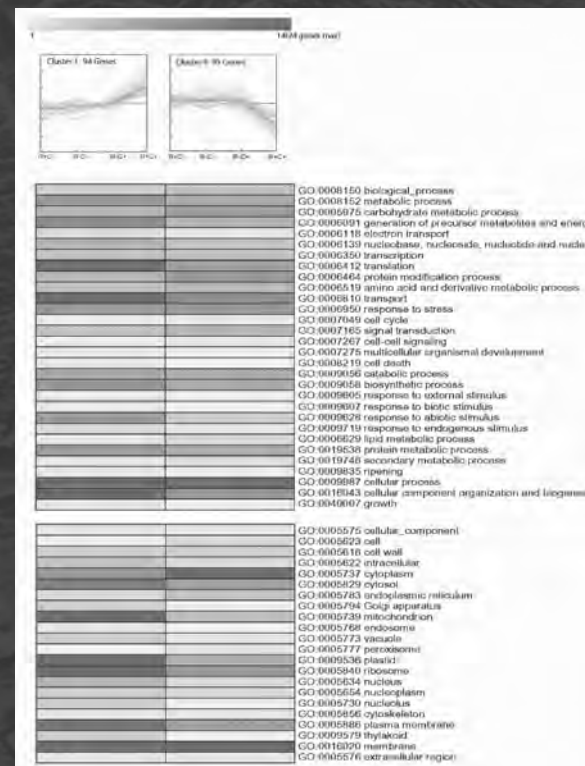 1
genes (max)
Cluster I: 94 Genes
GO:0008150 biological_process
GO:0008152 metabolic process
GO:0005975 carbohydrate metabolic process
GO:0006091 generation of precursor metabolites and energ
GO:0006118 electron transport
GO:0006139 nucleobase, nucleoside, nucleotide and nucle
GO:0006350 transcription
GO:0006412 translation
GO:0006464 protein modification process
GO:0006519 amino acid and derivative metabolic process
GO:0006810 transport
GO:0006950 response to stress
GO:0007049 cell cycle
GO:0007165 signal transduction
GO:0007267 cell-cell signaling
GO:0007275 multicellular organismal development
GO:0008219 cell death
GO:0009056 catabolic process
GO:0009058 biosynthetic process
GO:0009605 response to external stimulus
GO:0009607 response to biotic stimulus
GO:0009628 response to abiotic stimulus
GO:0009719 response to endogenous stimulus
GO:0006629 lipid metabolic process
GO:0019538 protein metabolic process
GO:0019748 secondary metabolic process
GO:0009835 ripening
GO:0009987 cellular process
GO:0016043 cellular component organization and biogenes
GO:0040007 growth
GO:0005575 cellular_component
GO:0005623 cell
GO:0005618 cell wall
GO:0005622 intracellular
GO:0005737 cytoplasm
GO:0005829 cytosol
GO:0005783 endoplasmic reticulum
GO:0005794 Golgi apparatus
GO:0005739 mitochondrion
GO:0005768 endosome
GO:0005773 vacuole
GO:0005777 peroxisome
GO:0009536 plastid
GO:0005840 ribosome
GO:0005634 nucleus
GO:0005654 nucleoplasm
GO:0005730 nucleolus
GO:0005856 cytoskeleton
GO:0005886 plasma membrane
GO:0009579 thylakoid
GO:0016020 membrane
GO:0005576 extracellular region